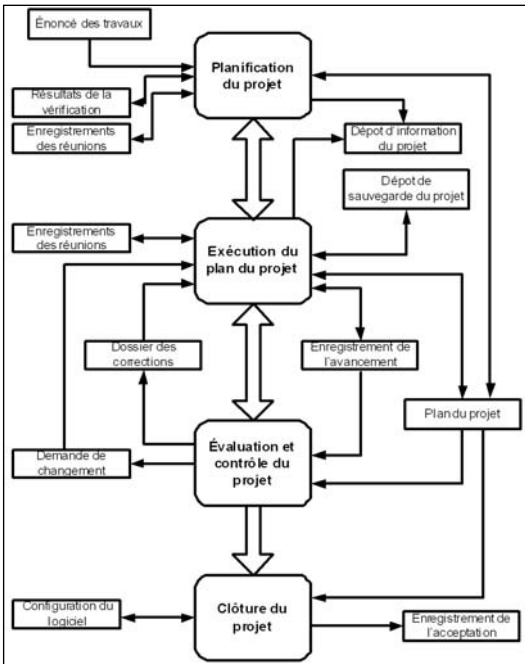 Énoncé des travaux
Planification
du projet
Résultats de la
vérification
Enregistrements
des réunions
Dépot d'information
du projet
Dépot de
sauvegarde du projet
Enregistrements
des réunions
Exécution du
plan du projet
Dossier des
corrections
Enregistrement de
l'avancement
Plan du projet
Évaluation et
contrôle du
projet
Demande de
changement
Clôture du
projet
Configuration du
logiciel
Enregistrement de
l'acceptation